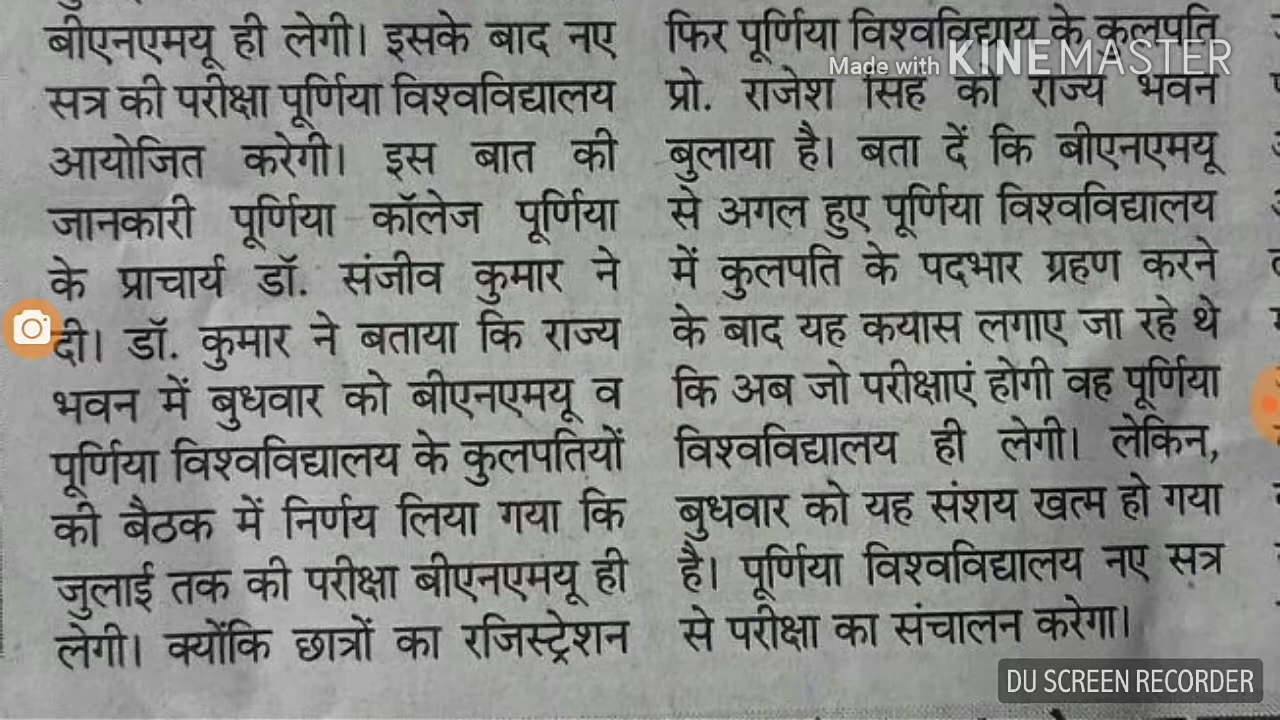 बीएनएमयू ही लेगी। इसके बाद नए
सत्र की परीक्षा पूर्णिया विश्वविद्यालय
आयोजित करेगी। इस बात की
जानकारी पूर्णिया कॉलेज पूर्णिया
के प्राचार्य डॉ. संजीव कुमार ने
दी। डॉ. कुमार ने बताया कि राज्य
भवन में बुधवार को बीएनएमयू व
पूर्णिया विश्वविद्यालय के कुलपतियों
की बैठक में निर्णय लिया गया कि
जुलाई तक की परीक्षा बीएनएमयू ही
लेगी। क्योंकि छात्रों का रजिस्ट्रेशन
फिर पूर्णिया विश्वविद्याय के कुलपति
प्रो. राजेश सिंह को राज्य भवन
बुलाया है। बता दें कि बीएनएमयू
से अगल हुए पूर्णिया विश्वविद्यालय
में कुलपति के पदभार ग्रहण करने
के बाद यह कयास लगाए जा रहे थे
कि अब जो परीक्षाएं होगी वह पूर्णिया
विश्वविद्यालय ही लेगी। लेकिन,
बुधवार को यह संशय खत्म हो गया
है। पूर्णिया विश्वविद्यालय नए सत्र
से परीक्षा का संचालन करेगा।
Made with KINEMASTER
DU SCREEN RECORDER